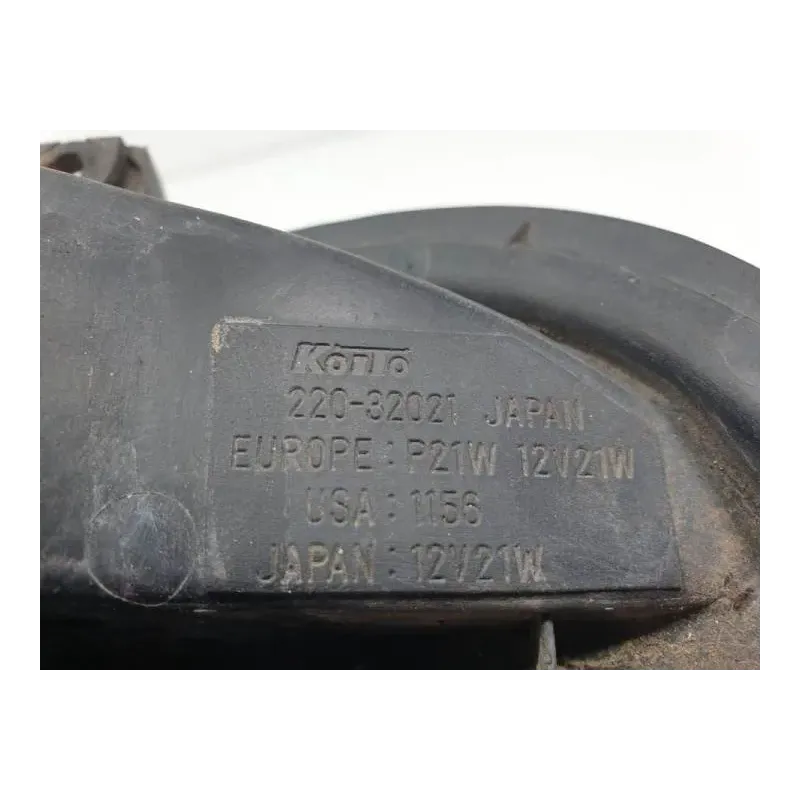 KOITO
220-32021 JAPAN
EUROPE : P21W 12V21W
USA : 1156
JAPAN : 12V21W